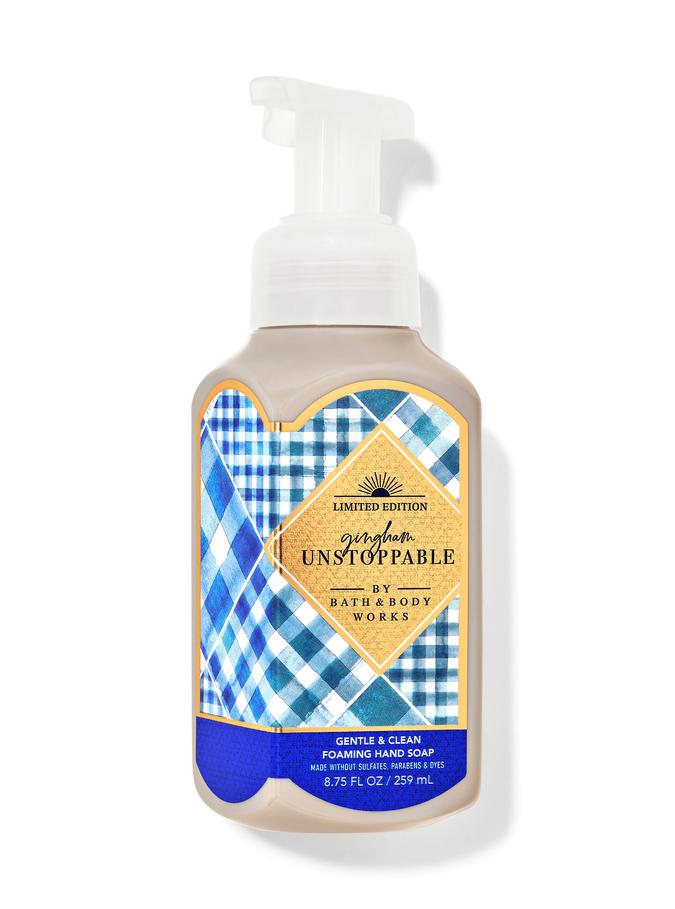 LIMITED EDITION
gingham
UNSTOPPABLE
BY
BATH & BODY
WORKS
GENTLE & CLEAN
FOAMING HAND SOAP
MADE WITHOUT SULFATES, PARABENS & DYES
8.75 FL OZ / 259 mL